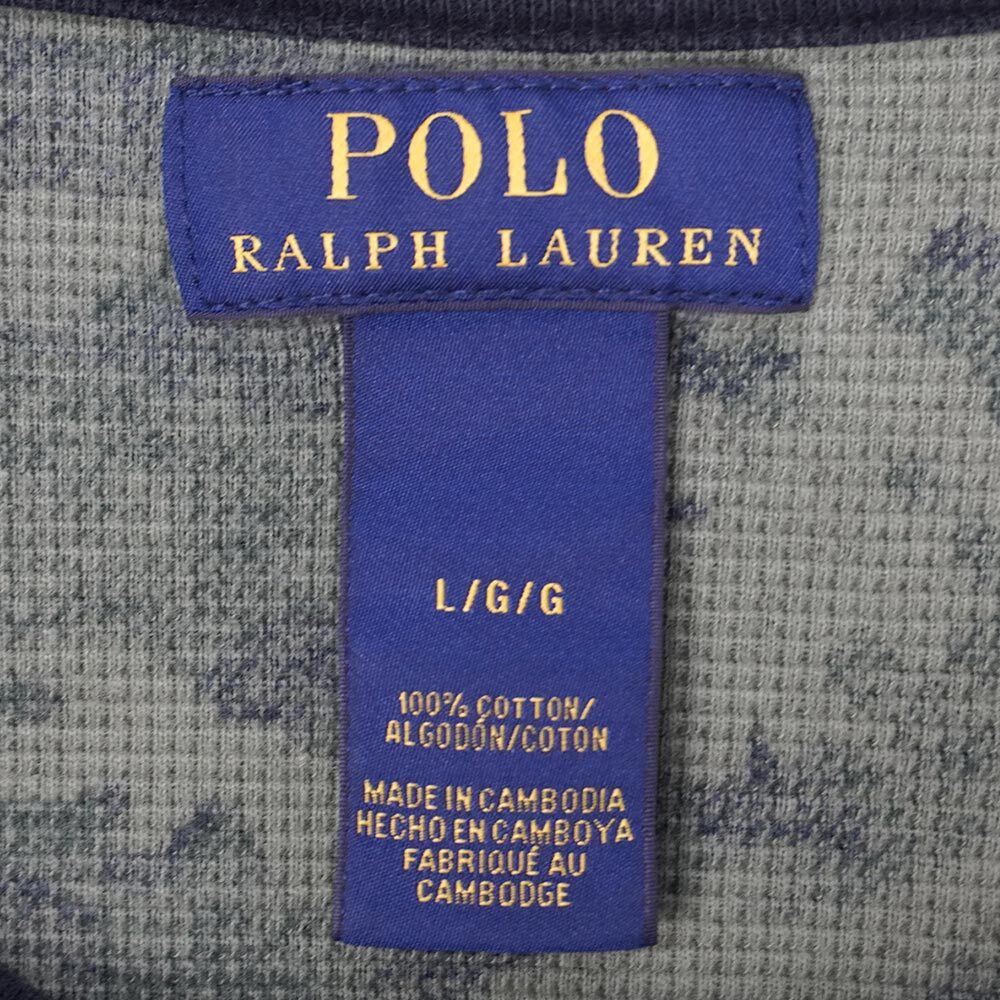 POLO
RALPH LAUREN
L/G/G
100% COTTON/
ALGODÓN/COTON
MADE IN CAMBODIA
HECHO EN CAMBOYA
FABRIQUÉ AU
CAMBODGE